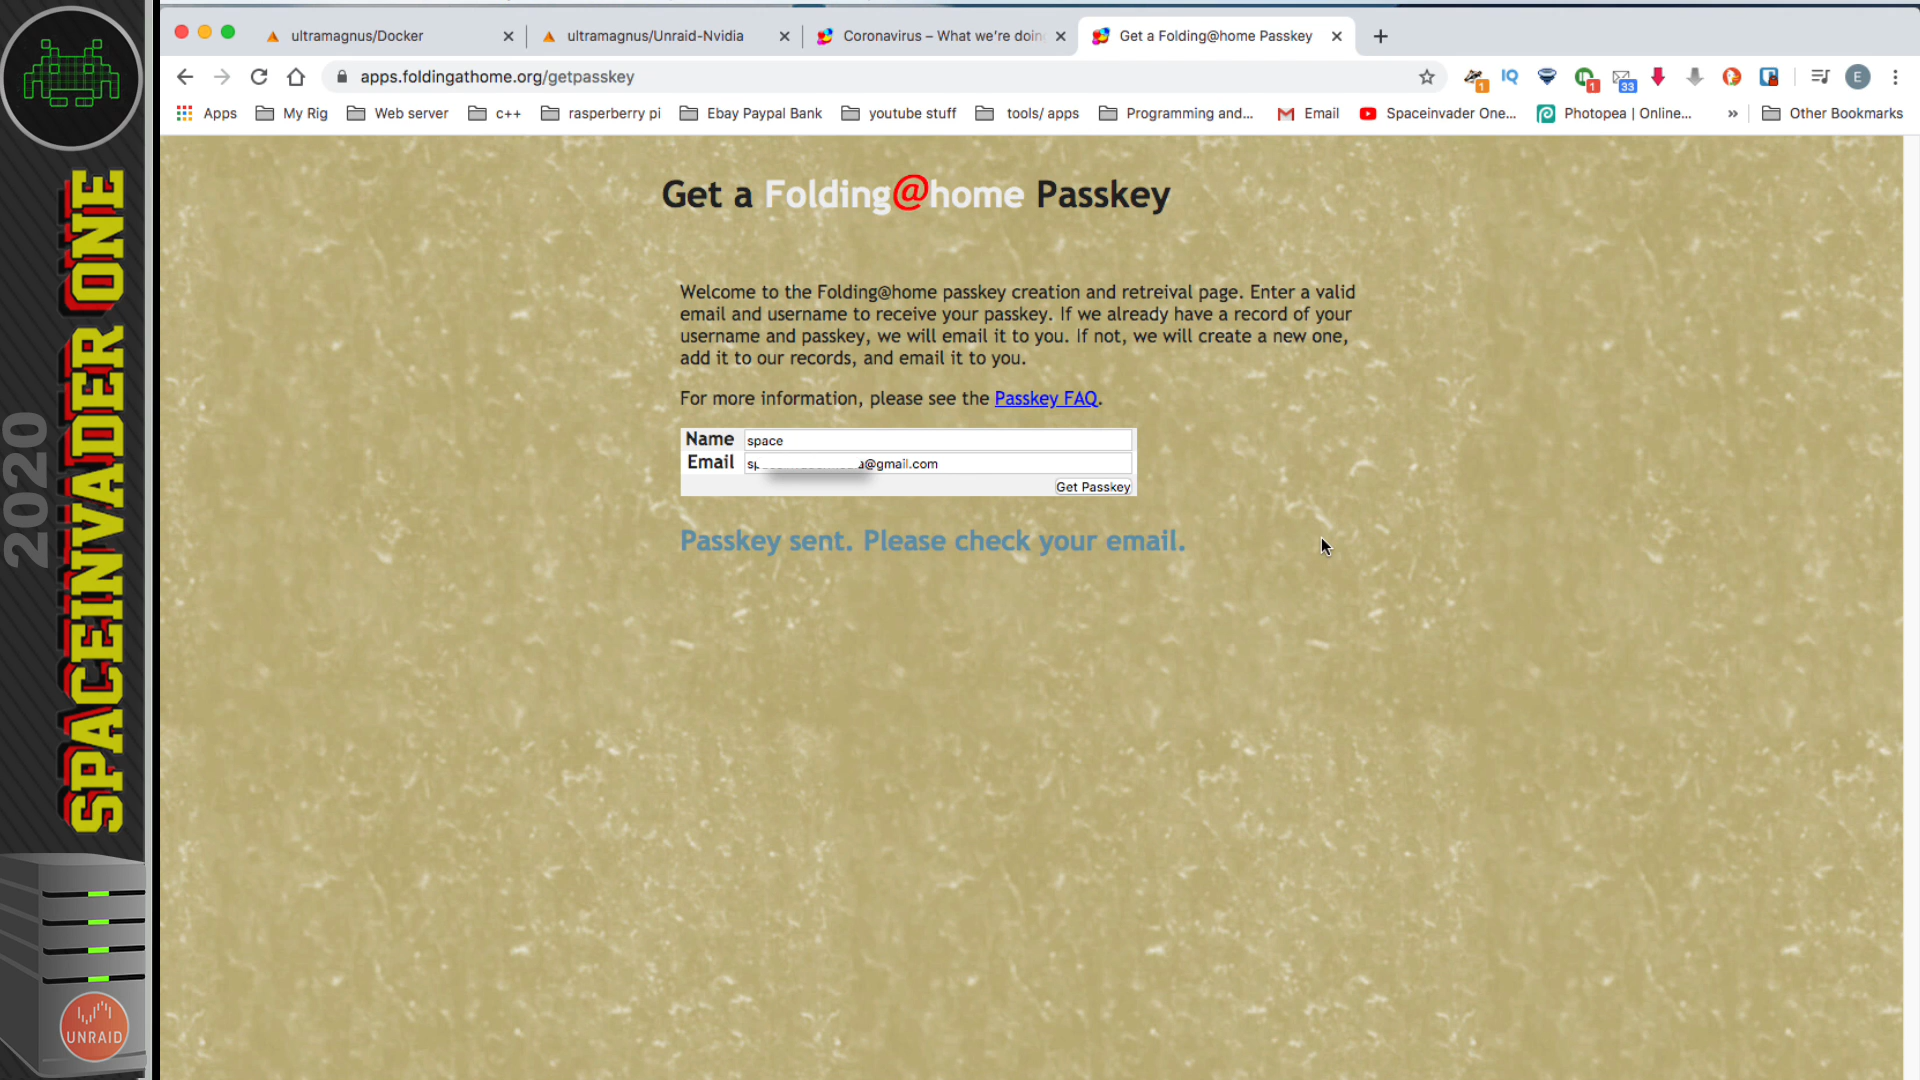 ultramagnus/Docker
ultramagnus/Unraid-Nvidia
Coronavirus – What we're doin
Get a Folding@home Passkey
apps.foldingathome.org/getpasskey
1
IQ
1
33
E
Apps
My Rig
Web server
c++
rasperberry pi
Ebay Paypal Bank
youtube stuff
tools/ apps
Programming and...
Email
Spaceinvader One...
Photopea | Online...
»
Other Bookmarks
2020
SPACEINVADER ONE
UNRAID
Get a Folding@home Passkey
Welcome to the Folding@home passkey creation and retreival page. Enter a valid
email and username to receive your passkey. If we already have a record of your
username and passkey, we will email it to you. If not, we will create a new one,
add it to our records, and email it to you.
For more information, please see the Passkey FAQ.
Name space
Email sp a@gmail.com
Get Passkey
Passkey sent. Please check your email.